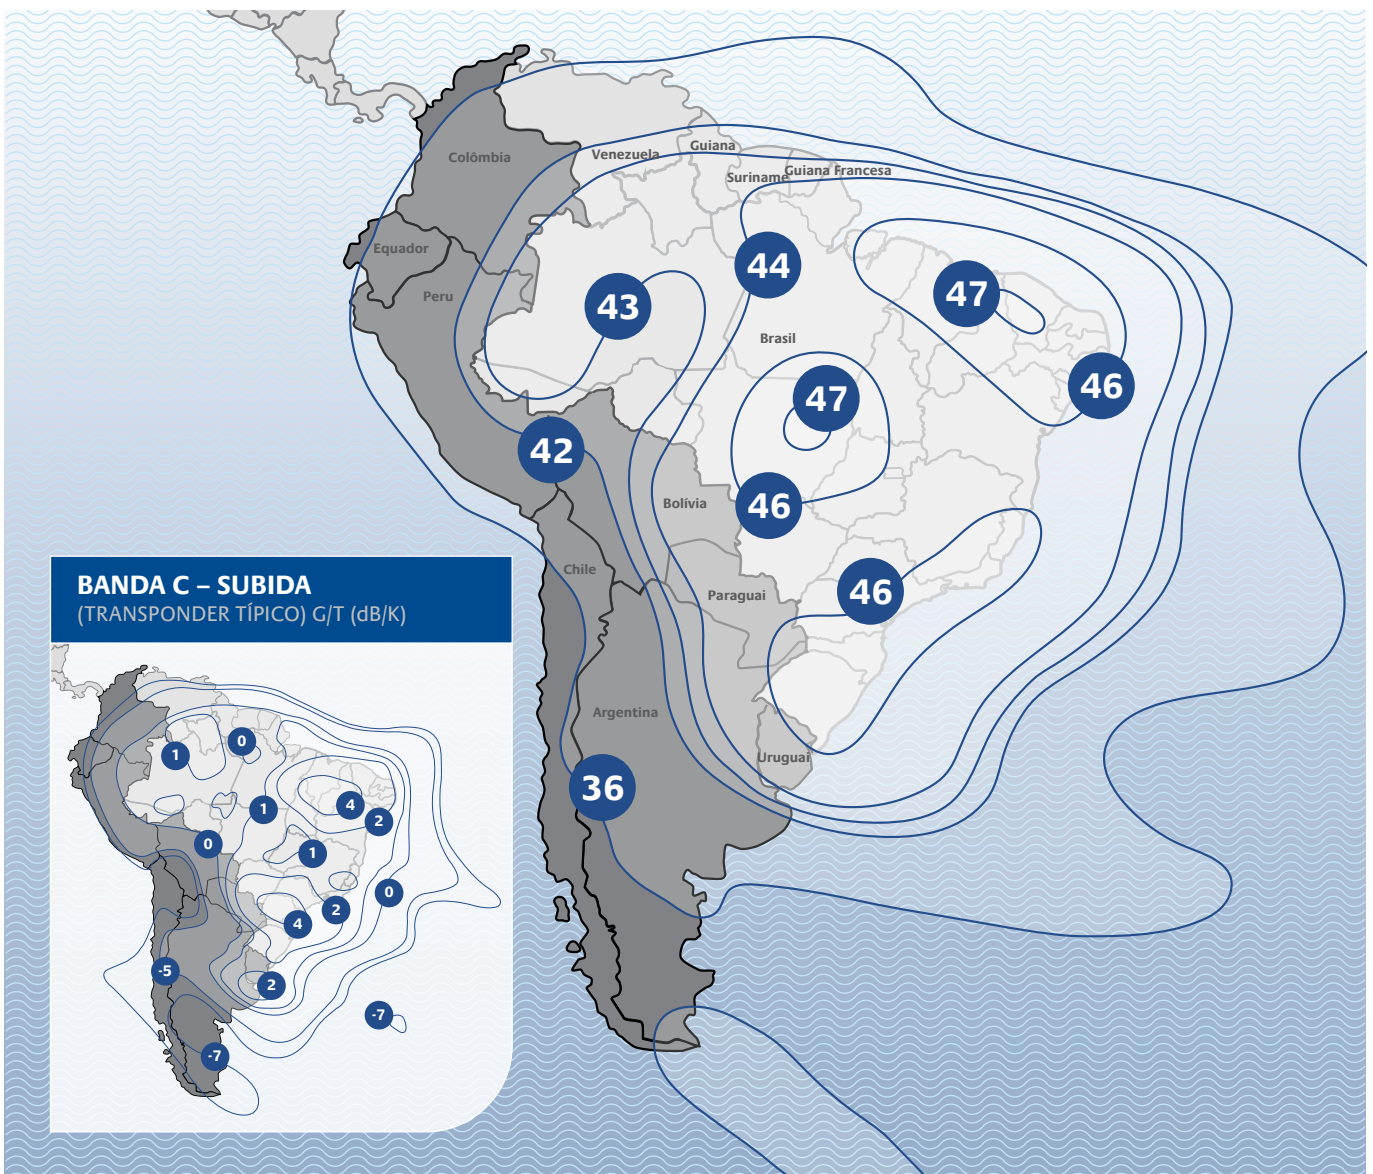 Colômbia
Venezuela
Guiana
Suriname
Guiana Francesa
Equador
Peru
44
43
47
Brasil
46
47
42
Bolívia
46
Chile
Paraguai
46
Argentina
Uruguai
36
BANDA C – SUBIDA
(TRANSPONDER TÍPICO) G/T (dB/K)
1
0
1
4
2
0
1
0
2
4
-5
2
-7
-7